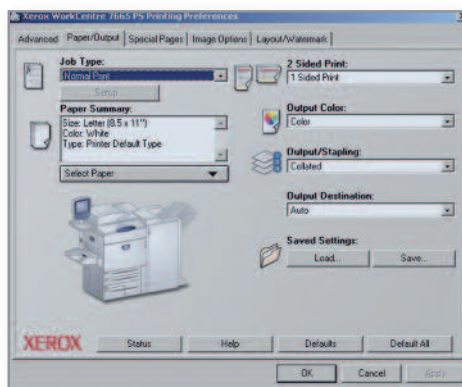 Xerox WorkCentre 7665 PS Printing Preferences
Advanced Paper/Output Special Pages Image Options Layout/Watermark
Job Type:
Normal Print
Setup...
Paper Summary:
Size: Letter (8.5 x 11")
Color: White
Type: Printer Default Type
Select Paper
2 Sided Print:
1 Sided Print
Output Color:
Color
Output/Stapling:
Collated
Output Destination:
Auto
Saved Settings:
Load... Save...
XEROX Status Help Defaults Default All
OK Cancel Apply